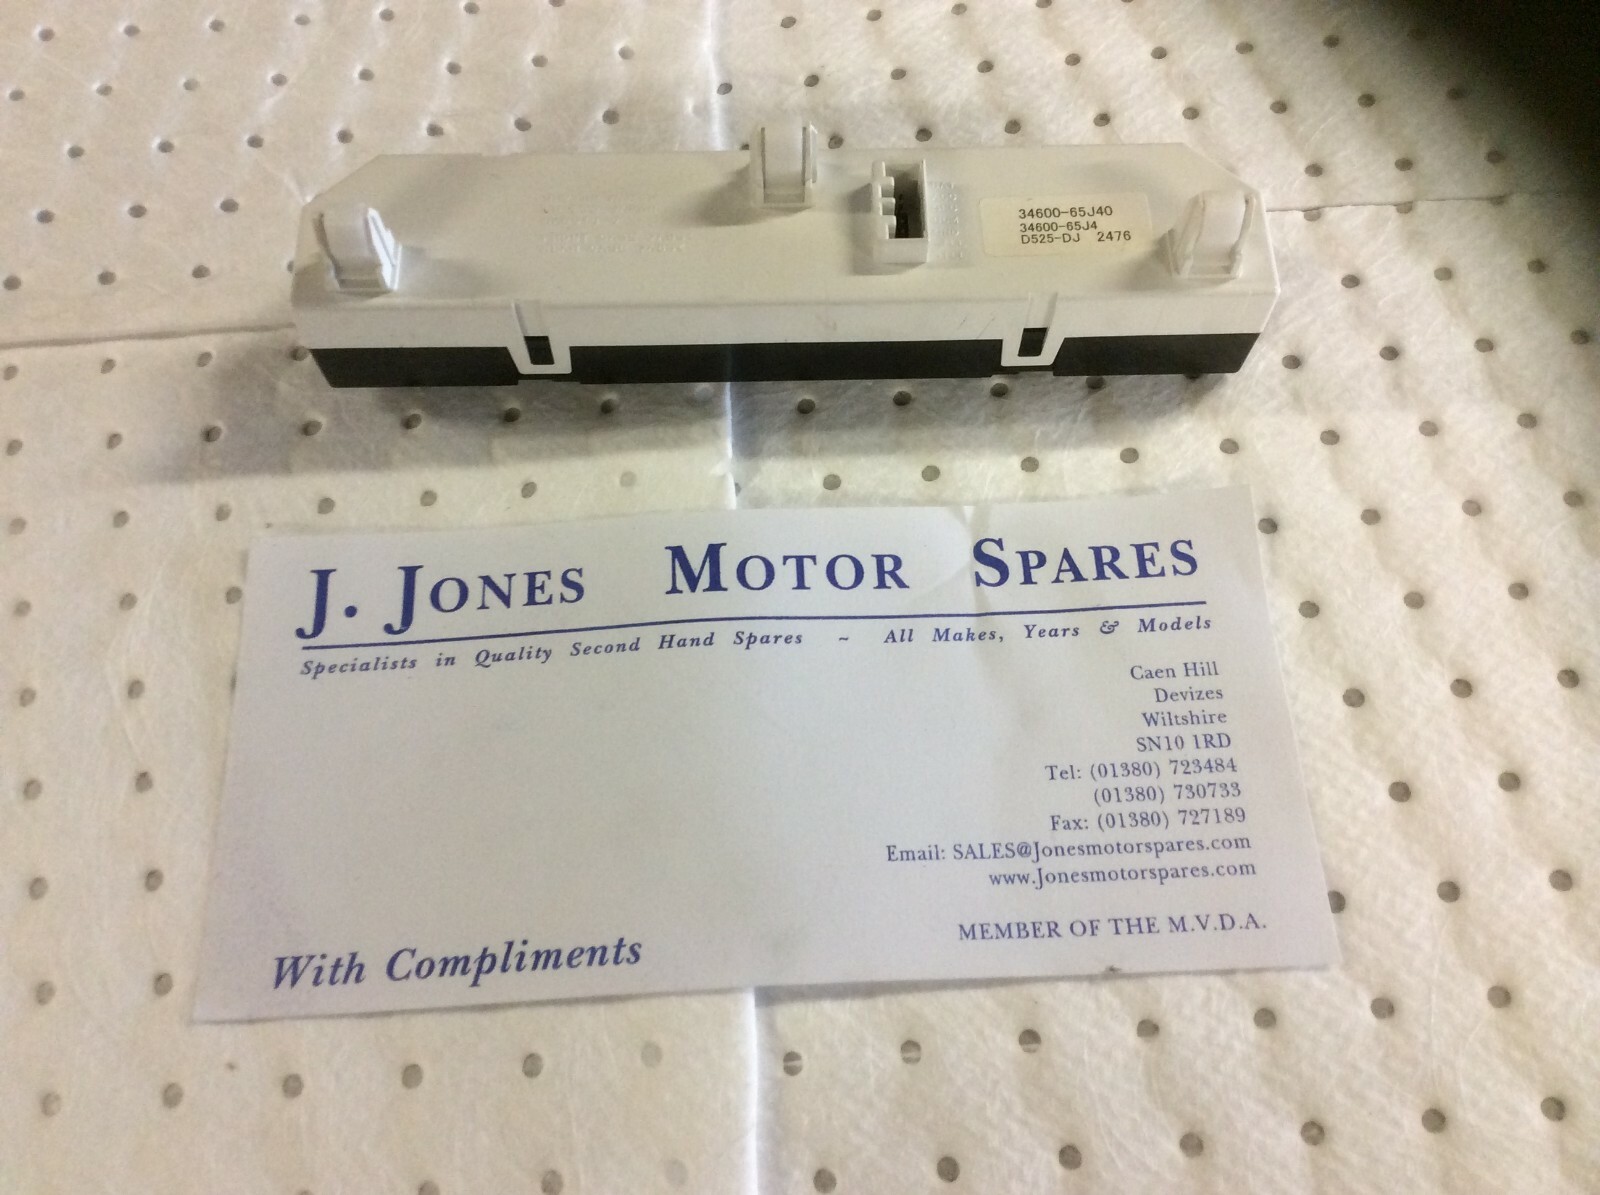 34600-65J40
34600-65J4
D525-DJ 2476
J. JONES MOTOR SPARES
Specialists in Quality Second Hand Spares ~ All Makes, Years & Models
Caen Hill
Devizes
Wiltshire
SN10 1RD
Tel: (01380) 723484
(01380) 730733
Fax: (01380) 727189
Email: SALES@Jonesmotorspares.com
www.Jonesmotorspares.com
MEMBER OF THE M.V.D.A.
With Compliments